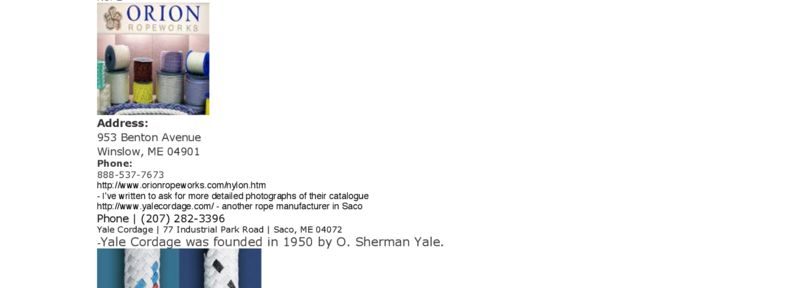 ORION
ROPEWORKS
Address:
953 Benton Avenue
Winslow, ME 04901
Phone:
888-537-7673
http://www.orionropeworks.com/nylon.htm
- I've written to ask for more detailed photographs of their catalogue
http://www.yalecordage.com/ - another rope manufacturer in Saco
Phone | (207) 282-3396
Yale Cordage | 77 Industrial Park Road | Saco, ME 04072
-Yale Cordage was founded in 1950 by O. Sherman Yale.